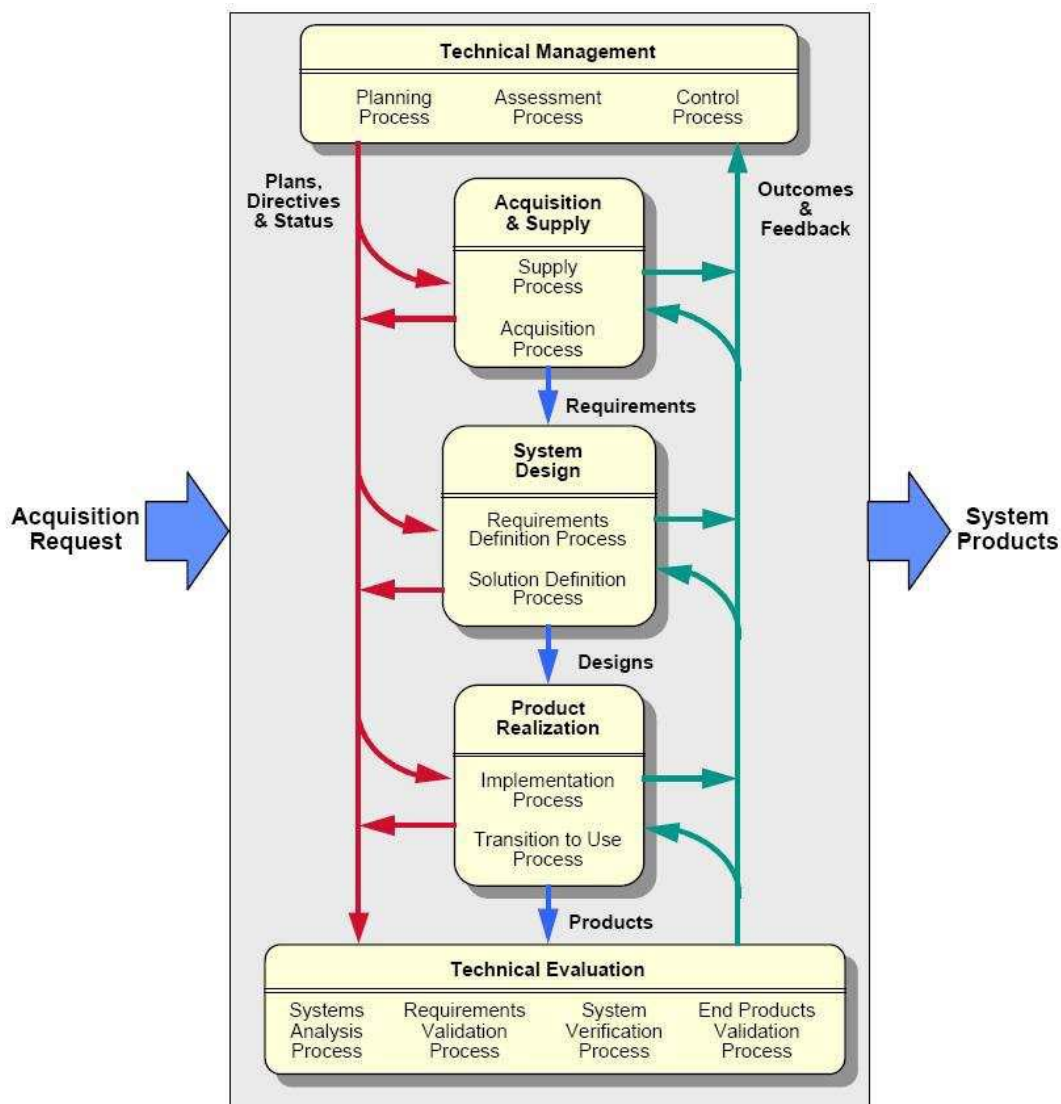 Technical Management
Planning
Process
Assessment
Process
Control
Process
Plans,
Directives
& Status
Acquisition
& Supply
Supply
Process
Acquisition
Process
Outcomes
&
Feedback
Requirements
Acquisition
Request
System
Design
Requirements
Definition Process
Solution Definition
Process
System
Products
Designs
Product
Realization
Implementation
Process
Transition to Use
Process
Products
Technical Evaluation
Systems
Analysis
Process
Requirements
Validation
Process
System
Verification
Process
End Products
Validation
Process